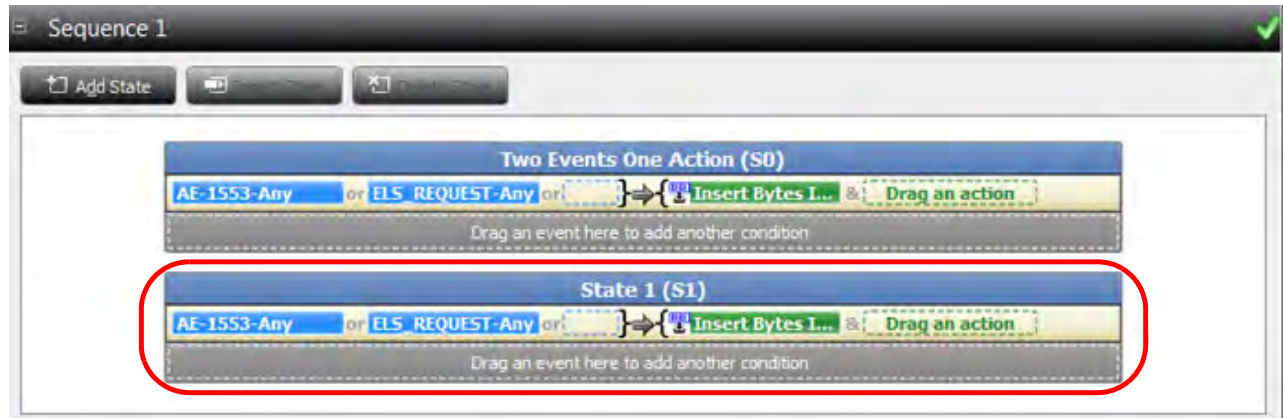 Sequence 1
Add State
Two Events One Action (S0)
AE-1553-Any or ELS_REQUEST-Any or Insert Bytes I... & Drag an action
Drag an event here to add another condition
State 1 (S1)
AE-1553-Any or ELS_REQUEST-Any or Insert Bytes I... & Drag an action
Drag an event here to add another condition